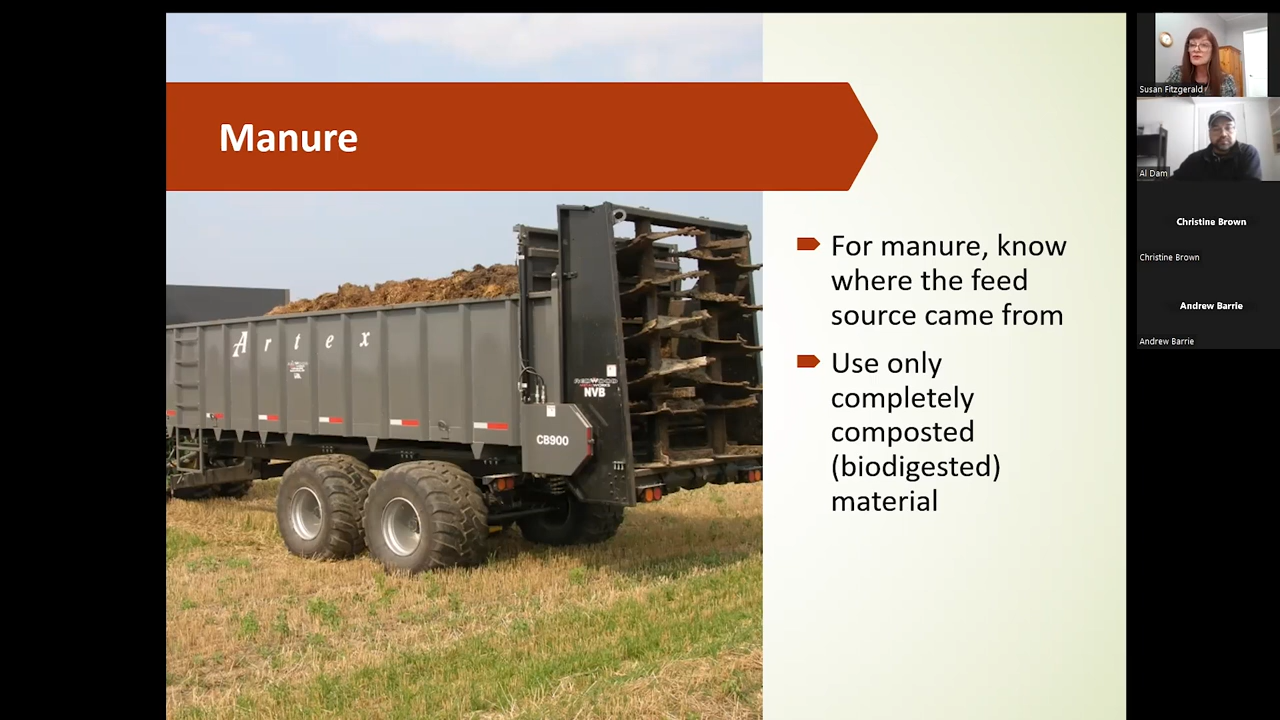 Manure
For manure, know
where the feed
source came from
Use only
completely
composted
(biodigested)
material
Artex
REDWOOD
NVB
CB900
Susan Fitzgerald
Al Dam
Christine Brown
Christine Brown
Andrew Barrie
Andrew Barrie